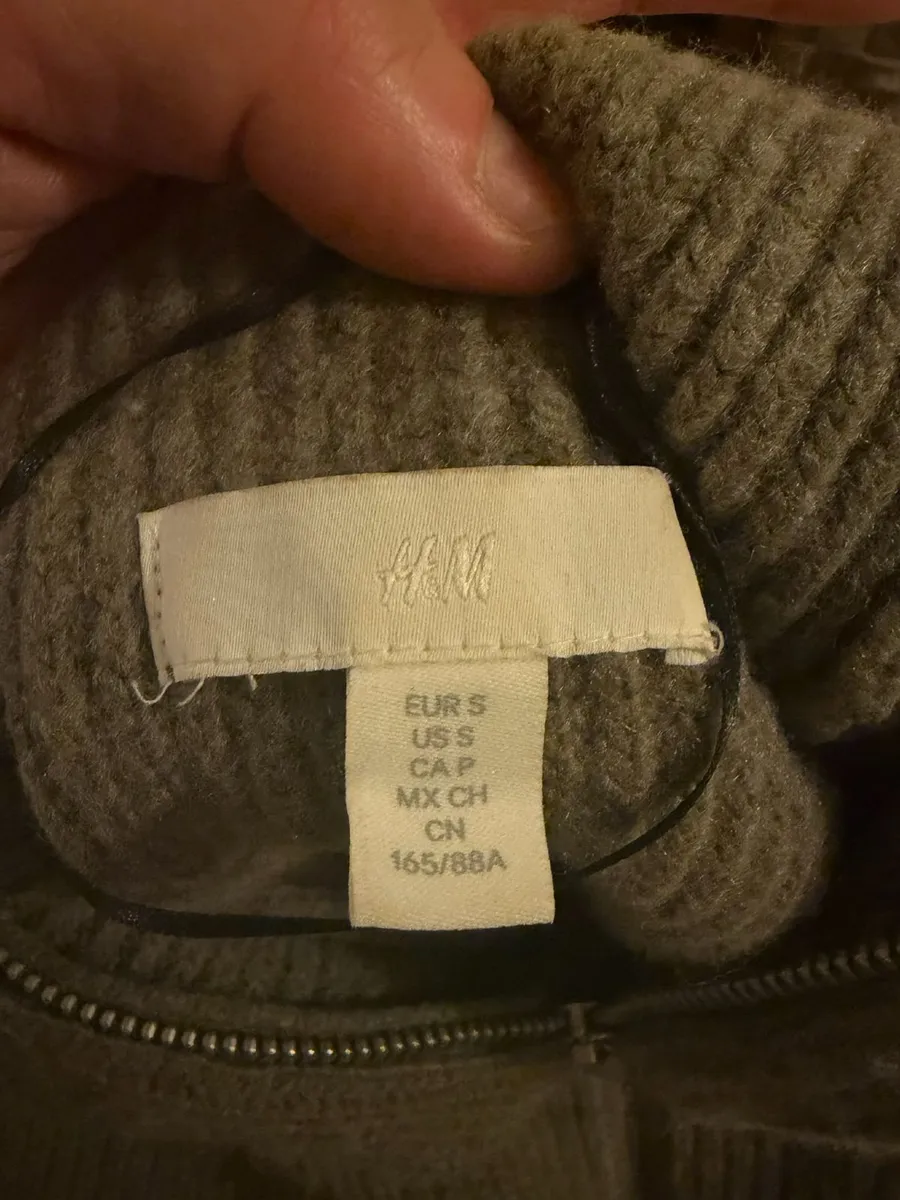 H&M
EUR S
US S
CA P
MX CH
CN
165/88A